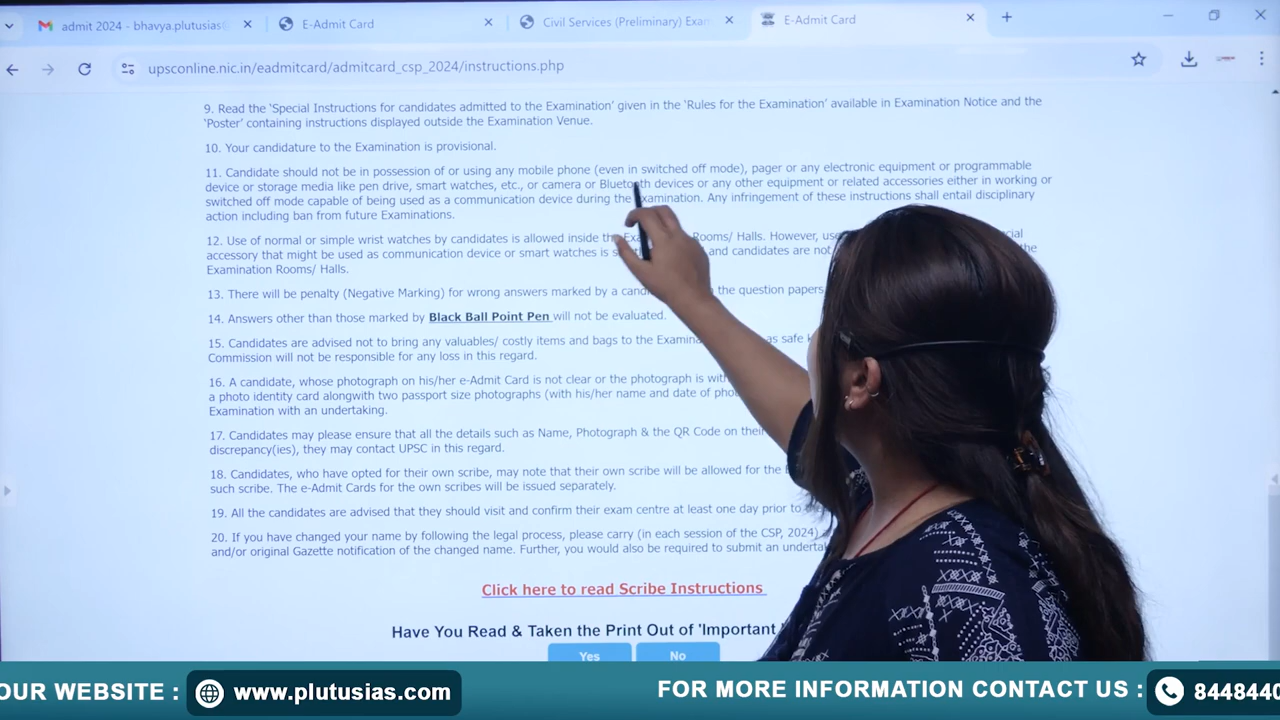 admit 2024 - bhavya.plutusias
E-Admit Card
Civil Services (Preliminary) Exam
E-Admit Card
upsconline.nic.in/eadmitcard/admitcard_csp_2024/instructions.php
9. Read the 'Special Instructions for candidates admitted to the Examination' given in the 'Rules for the Examination' available in Examination Notice and the
'Poster' containing instructions displayed outside the Examination Venue.
10. Your candidature to the Examination is provisional.
11. Candidate should not be in possession of or using any mobile phone (even in switched off mode), pager or any electronic equipment or programmable
device or storage media like pen drive, smart watches, etc., or camera or Bluetooth devices or any other equipment or related accessories either in working or
switched off mode capable of being used as a communication device during the Examination. Any infringement of these instructions shall entail disciplinary
action including ban from future Examinations.
12. Use of normal or simple wrist watches by candidates is allowed inside the Rooms/ Halls. However,
accessory that might be used as communication device or smart watches is and candidates are not the
Examination Rooms/ Halls.
13. There will be penalty (Negative Marking) for wrong answers marked by a the question papers
14. Answers other than those marked by Black Ball Point Pen will not be evaluated.
15. Candidates are advised not to bring any valuables/ costly items and bags to the as safe
Commission will not be responsible for any loss in this regard.
16. A candidate, whose photograph on his/her e-Admit Card is not clear or the photograph is
a photo identity card alongwith two passport size photographs (with his/her name and date of
Examination with an undertaking.
17. Candidates may please ensure that all the details such as Name, Photograph & the QR Code on their
discrepancy(ies), they may contact UPSC in this regard.
18. Candidates, who have opted for their own scribe, may note that their own scribe will be allowed for the
such scribe. The e-Admit Cards for the own scribes will be issued separately.
19. All the candidates are advised that they should visit and confirm their exam centre at least one day prior to
20. If you have changed your name by following the legal process, please carry (in each session of the CSP, 2024)
and/or original Gazette notification of the changed name. Further, you would also be required to submit an
Click here to read Scribe Instructions
Have You Read & Taken the Print Out of 'Important
Yes No
OUR WEBSITE : www.plutusias.com FOR MORE INFORMATION CONTACT US : 8448440